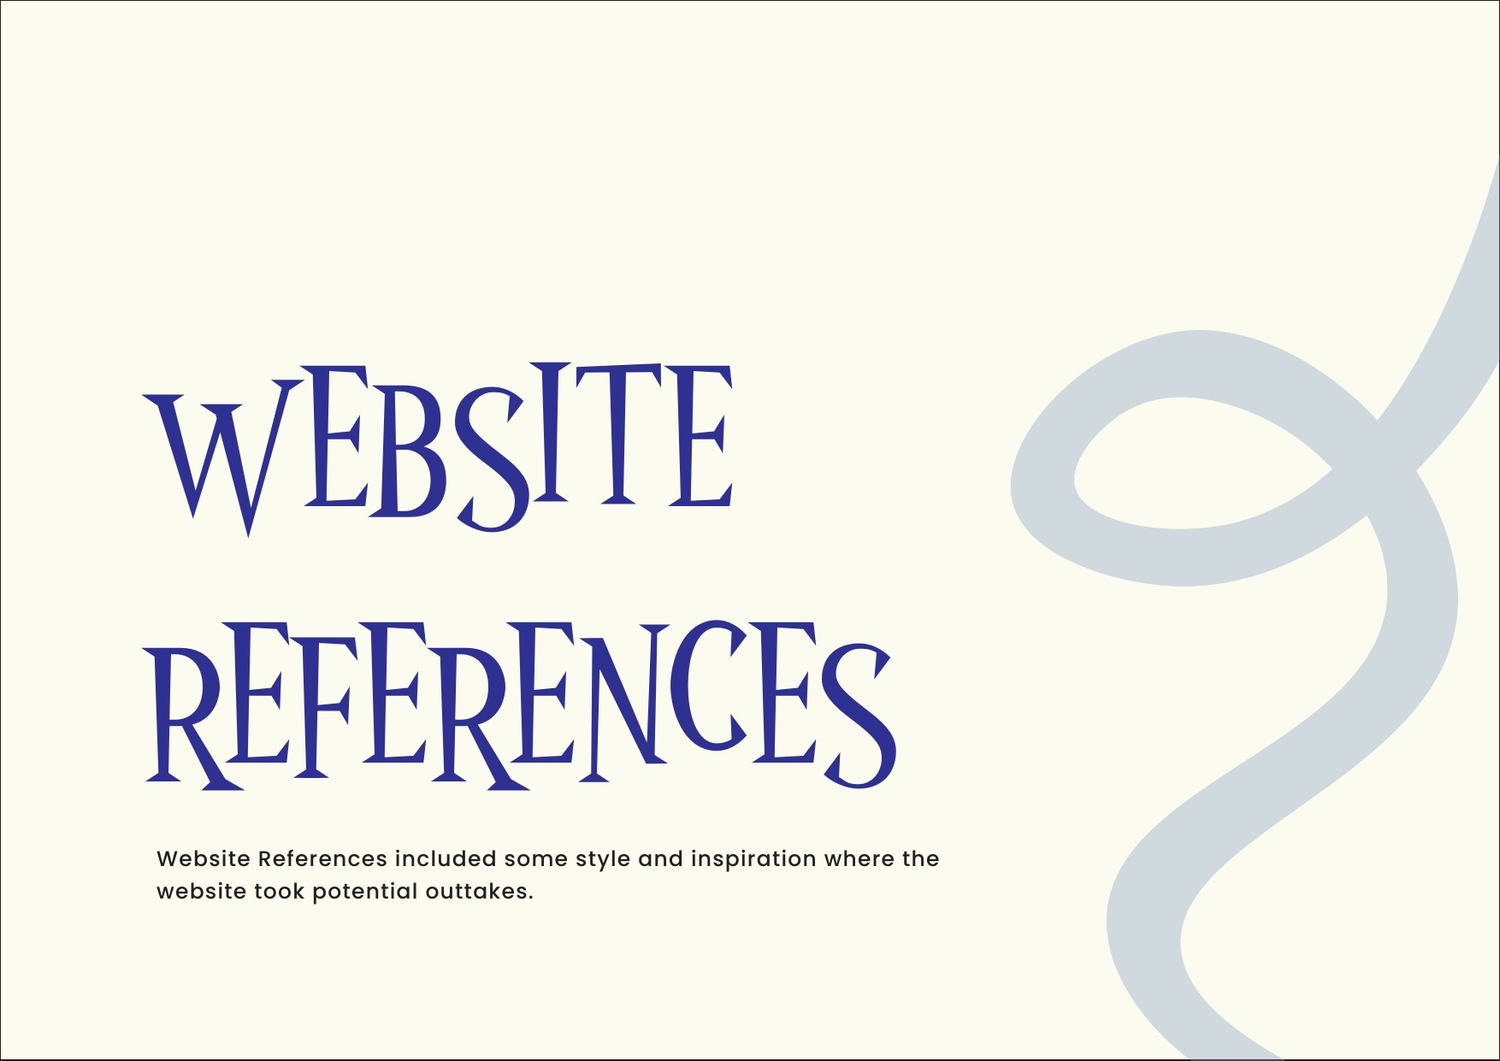 WEBSITE
REFERENCES
Website References included some style and inspiration where the
website took potential outtakes.